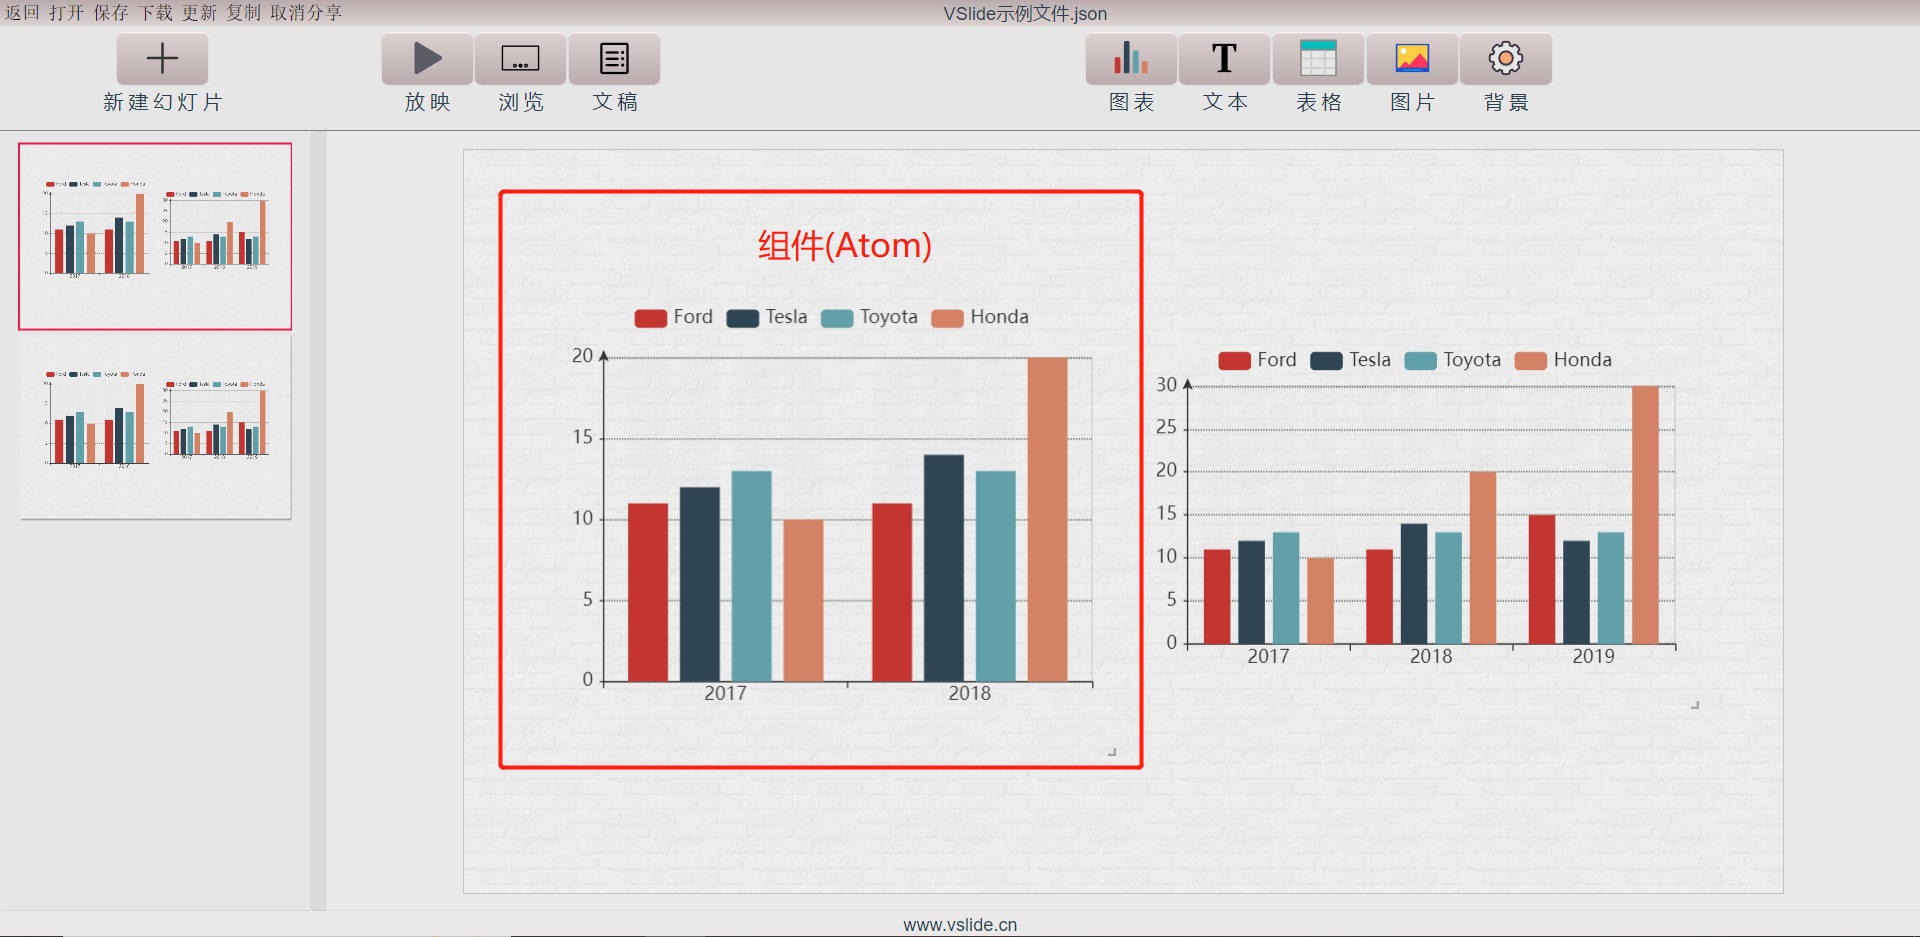 返回 打开 保存 下载 更新 复制 取消分享
VSlide示例文件.json
新建幻灯片
放映 浏览 文稿
图表 文本 表格 图片 背景
组件(Atom)
Ford Tesla Toyota Honda
20
15
10
5
0
2017 2018
Ford Tesla Toyota Honda
30
25
20
15
10
5
0
2017 2018 2019
www.vslide.cn